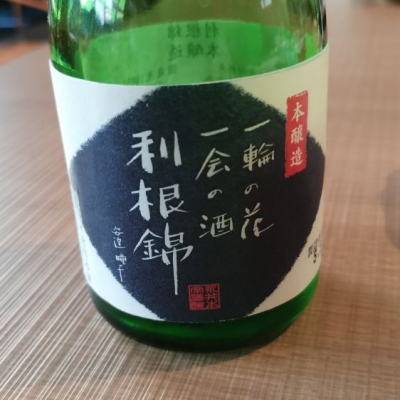 本醸造
一輪の花
一会の酒
利根錦